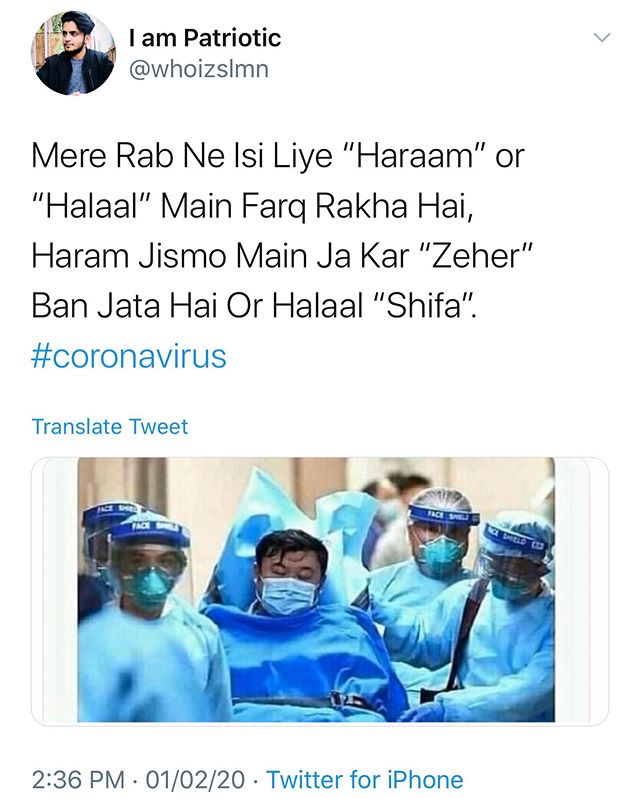 I am Patriotic
@whoizslmn
Mere Rab Ne Isi Liye “Haraam” or
“Halaal” Main Farq Rakha Hai,
Haram Jismo Main Ja Kar “Zeher”
Ban Jata Hai Or Halaal “Shifa”.
#coronavirus
Translate Tweet
FACE SHIELD
FACE SHIELD
FACE SHIELD
FACE SHIELD
2:36 PM · 01/02/20 · Twitter for iPhone